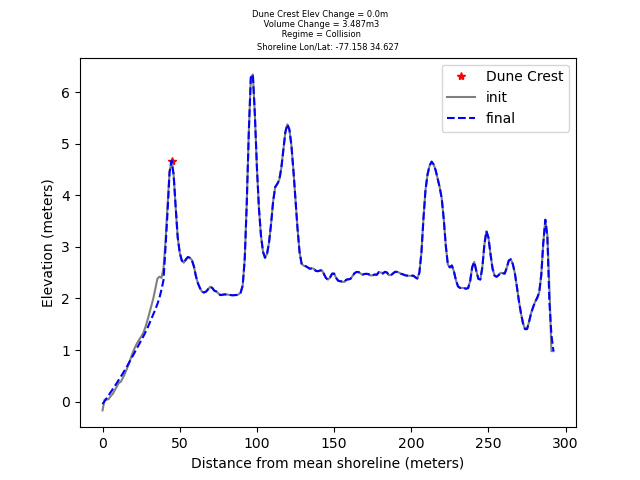 Dune Crest Elev Change = 0.0m
Volume Change = 3.487m3
Regime = Collision
Shoreline Lon/Lat: -77.158 34.627
Dune Crest
init
final
6
5
4
3
2
1
0
Elevation (meters)
0 50 100 150 200 250 300
Distance from mean shoreline (meters)